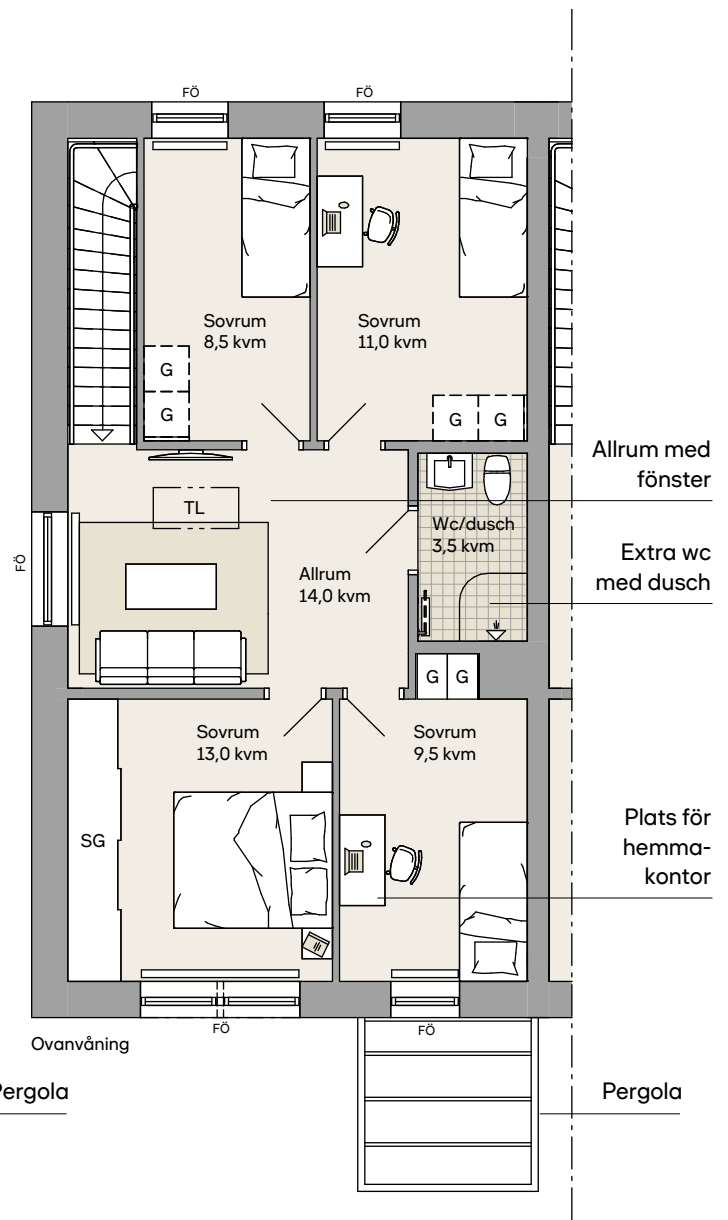 FÖ
FÖ
Sovrum
8,5 kvm
Sovrum
11,0 kvm
G
G
G
G
Allrum med
fönster
TL
Wc/dusch
3,5 kvm
Extra wc
med dusch
FÖ
Allrum
14,0 kvm
G
G
Sovrum
13,0 kvm
Sovrum
9,5 kvm
SG
Plats för
hemma-
kontor
FÖ
FÖ
Ovanvåning
Pergola
Pergola